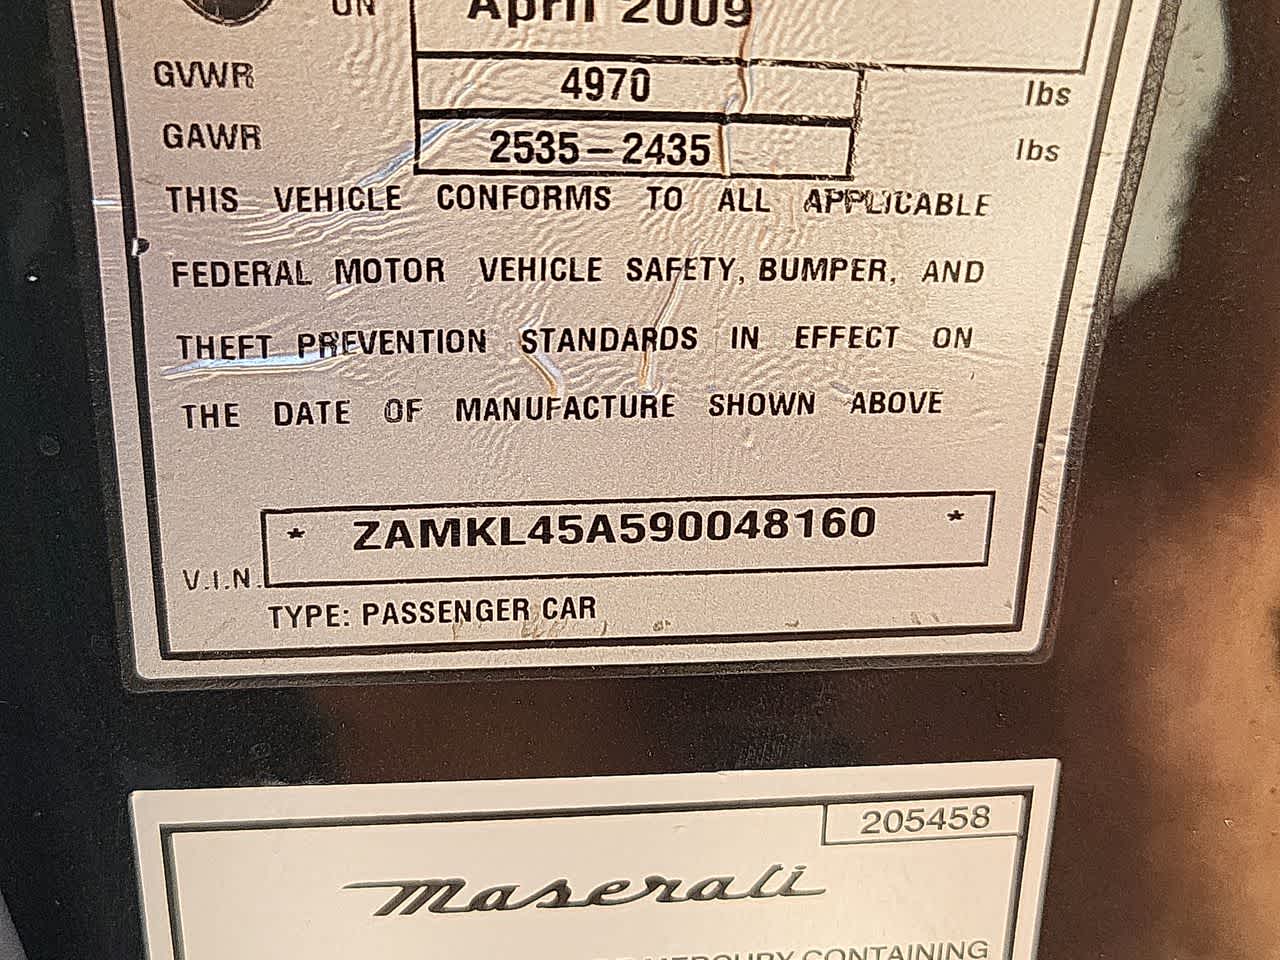 ON April 2009
GVWR 4970 lbs
GAWR 2535-2435 lbs
THIS VEHICLE CONFORMS TO ALL APPLICABLE
FEDERAL MOTOR VEHICLE SAFETY, BUMPER, AND
THEFT PREVENTION STANDARDS IN EFFECT ON
THE DATE OF MANUFACTURE SHOWN ABOVE
V.I.N. * ZAMKL45A590048160 *
TYPE: PASSENGER CAR
205458
Maserati
MERCURY CONTAINING